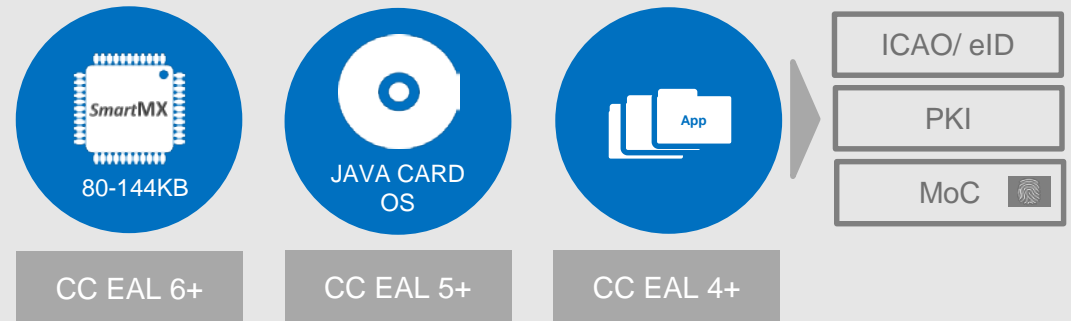 SmartMX
80-144KB
JAVA CARD
OS
App
ICAO/ eID
PKI
MoC
CC EAL 6+
CC EAL 5+
CC EAL 4+